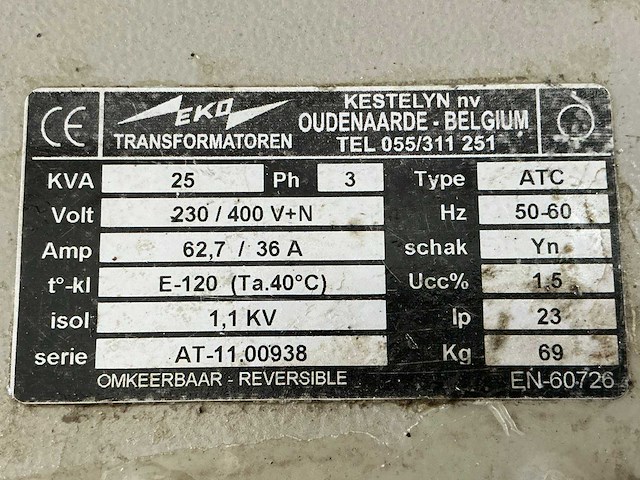 CE EKO TRANSFORMATOREN
KESTELYN nv
OUDENAARDE - BELGIUM
TEL 055/311 251
KVA 25 Ph 3 Type ATC
Volt 230 / 400 V+N Hz 50-60
Amp 62,7 / 36 A schak Yn
t°-kl E-120 (Ta.40°C) Ucc% 1,5
isol 1,1 KV Ip 23
serie AT-11.00938 Kg 69
OMKEERBAAR - REVERSIBLE EN-60726